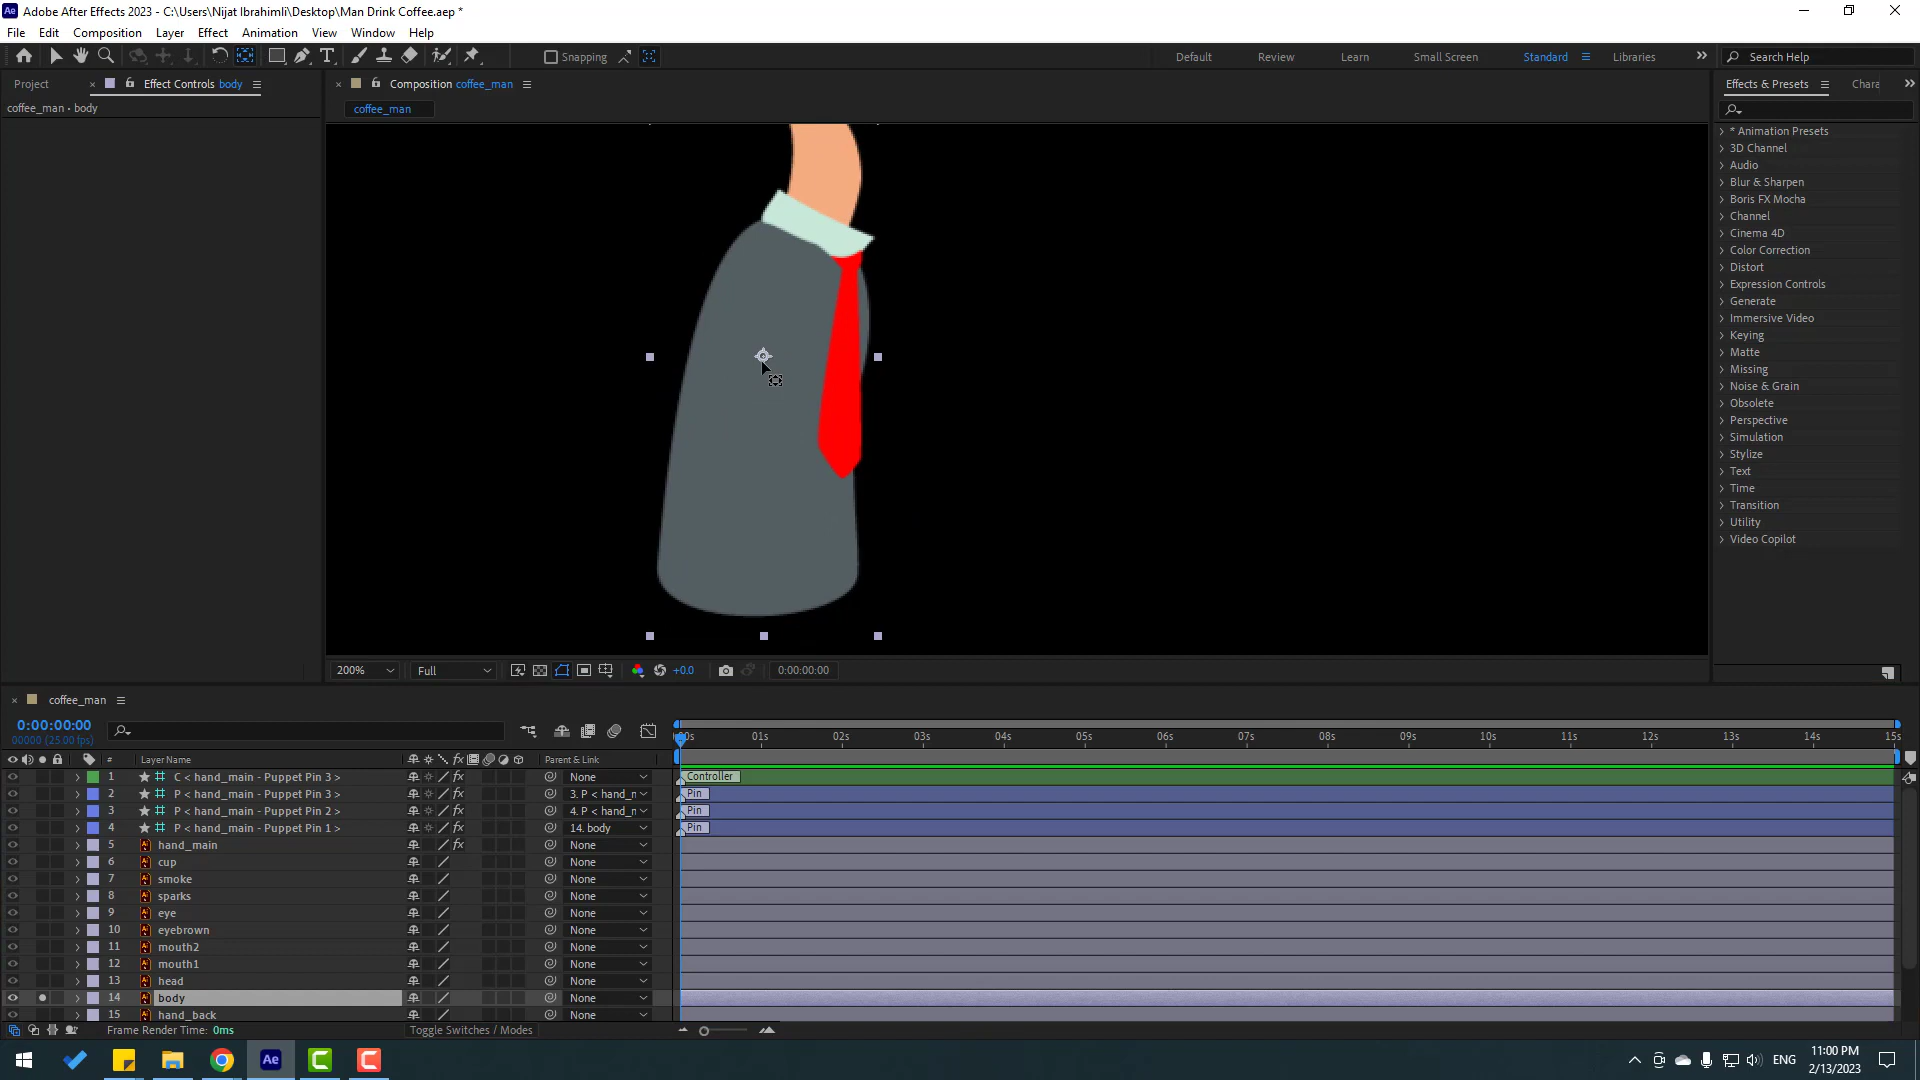 Adobe After Effects 2023 - C:\Users\Nijat Ibrahimli\Desktop\Man Drink Coffee.aep *
File Edit Composition Layer Effect Animation View Window Help
Snapping
Default Review Learn Small Screen Standard Libraries
Search Help
Project
Effect Controls body
Composition coffee_man
Effects & Presets
Chara
coffee_man • body
coffee_man
* Animation Presets
3D Channel
Audio
Blur & Sharpen
Boris FX Mocha
Channel
Cinema 4D
Color Correction
Distort
Expression Controls
Generate
Immersive Video
Keying
Matte
Missing
Noise & Grain
Obsolete
Perspective
Simulation
Stylize
Text
Time
Transition
Utility
Video Copilot
200%
Full
+0.0
0:00:00:00
coffee_man
0:00:00:00
00000 (25.00 fps)
00s 01s 02s 03s 04s 05s 06s 07s 08s 09s 10s 11s 12s 13s 14s 15s
# Layer Name
Parent & Link
1 C < hand_main - Puppet Pin 3 > None Controller
2 P < hand_main - Puppet Pin 3 > 3. P < hand_n Pin
3 P < hand_main - Puppet Pin 2 > 4. P < hand_n Pin
4 P < hand_main - Puppet Pin 1 > 14. body Pin
5 hand_main None
6 cup None
7 smoke None
8 sparks None
9 eye None
10 eyebrown None
11 mouth2 None
12 mouth1 None
13 head None
14 body None
15 hand_back None
Frame Render Time: 0ms
Toggle Switches / Modes
ENG
11:00 PM
2/13/2023